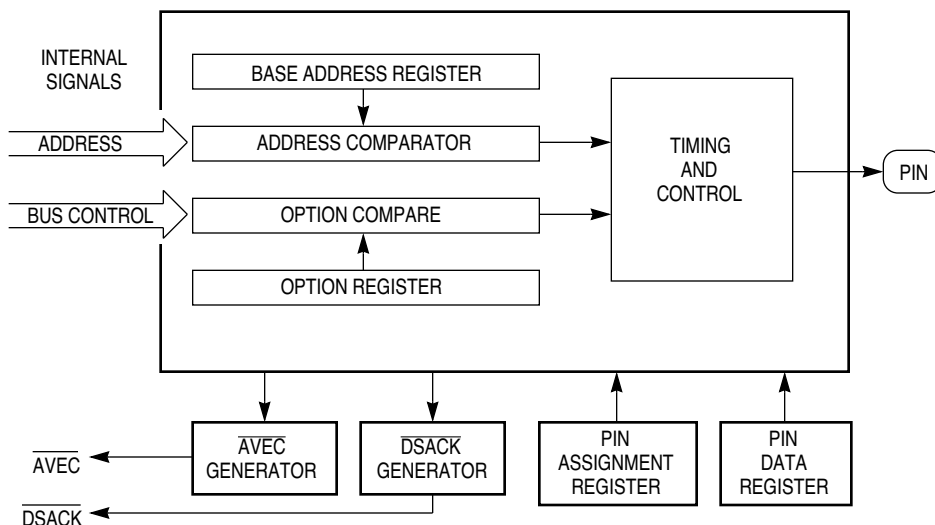 INTERNAL
SIGNALS
BASE ADDRESS REGISTER
ADDRESS
ADDRESS COMPARATOR
TIMING
AND
CONTROL
PIN
BUS CONTROL
OPTION COMPARE
OPTION REGISTER
AVEC
GENERATOR
DSACK
GENERATOR
PIN
ASSIGNMENT
REGISTER
PIN
DATA
REGISTER
AVEC
DSACK